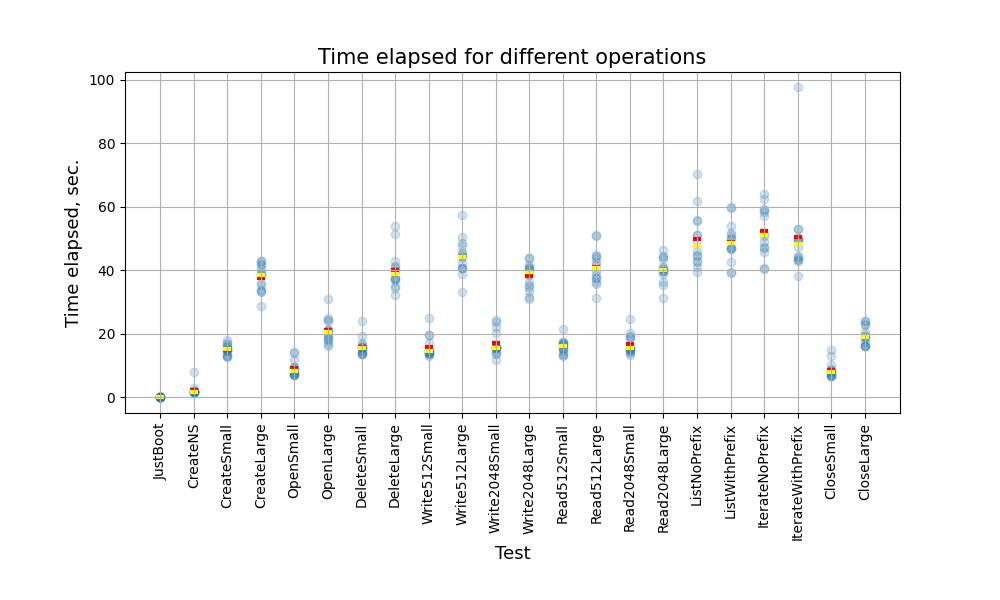 Time elapsed for different operations
Time elapsed, sec.
100
80
60
40
20
0
JustBoot
CreateNS
CreateSmall
CreateLarge
OpenSmall
OpenLarge
DeleteSmall
DeleteLarge
Write512Small
Write512Large
Write2048Small
Write2048Large
Read512Small
Read512Large
Read2048Small
Read2048Large
ListNoPrefix
ListWithPrefix
IterateNoPrefix
IterateWithPrefix
CloseSmall
CloseLarge
Test